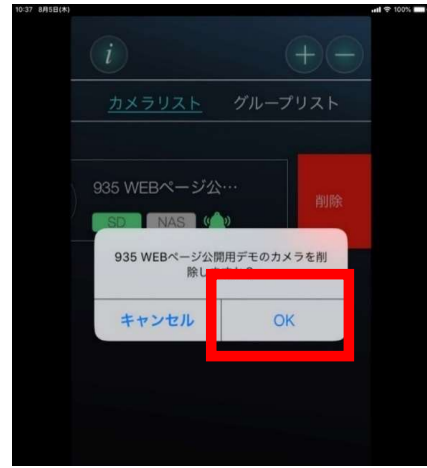 10:37 8月5日(木)
100%
i
カメラリスト グループリスト
935 WEBページ公…
削除
SD NAS
935 WEBページ公開用デモのカメラを削
除しますか?
キャンセル OK